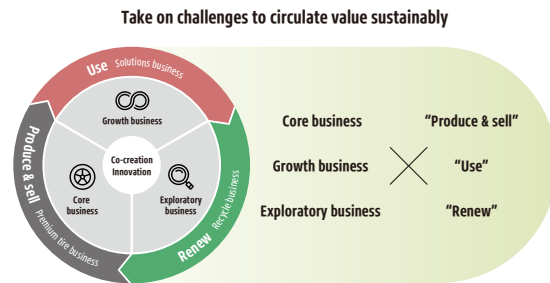 Take on challenges to circulate value sustainably
Use Solutions business
Growth business
Co-creation
Innovation
Core
business
Exploratory
business
Produce & sell Premium tire business
Renew Recycle business
Core business
"Produce & sell"
Growth business
"Use"
Exploratory business
"Renew"